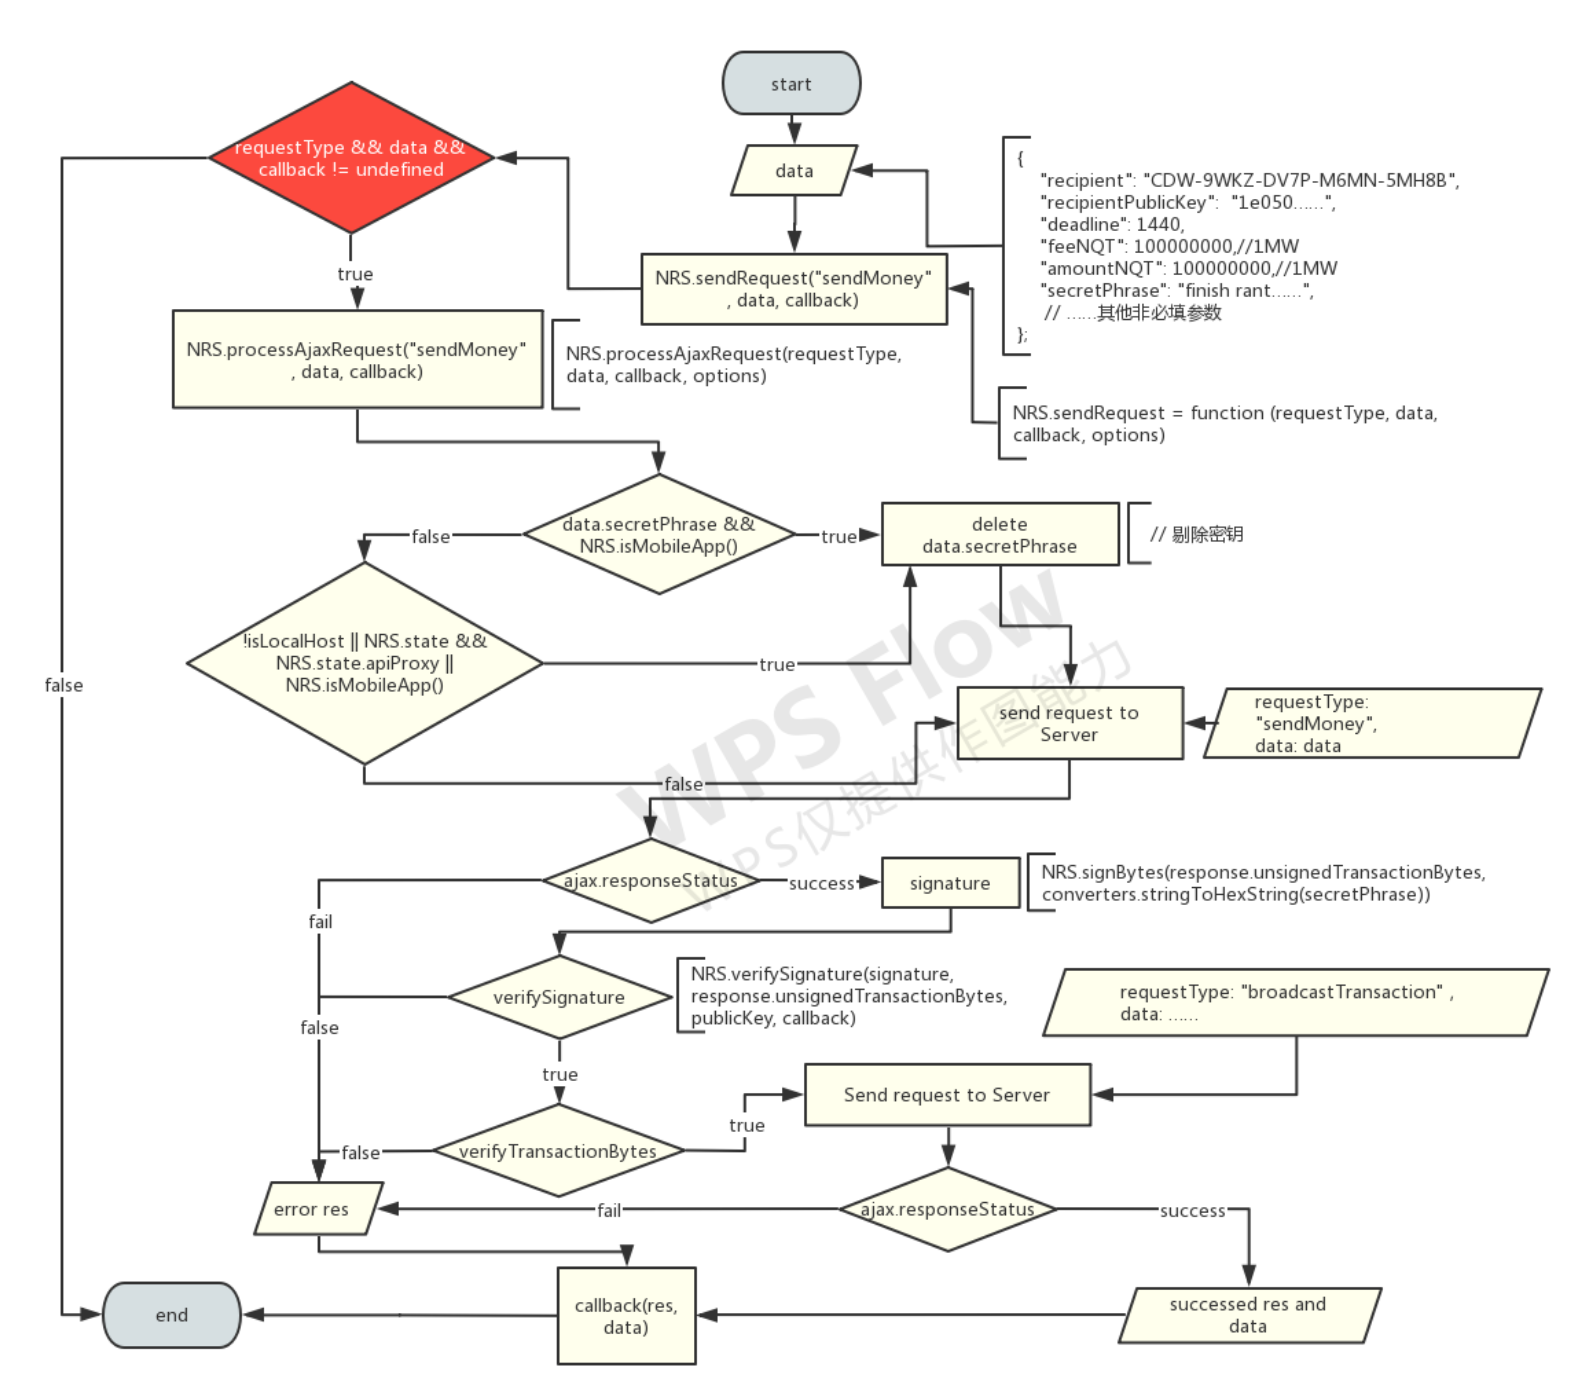 start
requestType && data &&
callback != undefined
data
{
"recipient": "CDW-9WKZ-DV7P-M6MN-5MH8B",
"recipientPublicKey": "1e050……",
"deadline": 1440,
"feeNQT": 100000000,//1MW
"amountNQT": 100000000,//1MW
"secretPhrase": "finish rant……",
// ……其他非必填参数
};
true
NRS.sendRequest("sendMoney"
, data, callback)
NRS.processAjaxRequest("sendMoney"
, data, callback)
NRS.processAjaxRequest(requestType,
data, callback, options)
NRS.sendRequest = function (requestType, data,
callback, options)
data.secretPhrase &&
NRS.isMobileApp()
false
true
delete
data.secretPhrase
// 剔除密钥
!isLocalHost || NRS.state &&
NRS.state.apiProxy ||
NRS.isMobileApp()
true
false
WPS Flow
WPS仅提供作图能力
send request to
Server
requestType:
"sendMoney",
data: data
false
ajax.responseStatus
success
signature
NRS.signBytes(response.unsignedTransactionBytes,
converters.stringToHexString(secretPhrase))
fail
verifySignature
NRS.verifySignature(signature,
response.unsignedTransactionBytes,
publicKey, callback)
requestType: "broadcastTransaction" ,
data: ……
false
true
Send request to Server
true
verifyTransactionBytes
false
error res
fail
ajax.responseStatus
success
end
callback(res,
data)
successed res and
data